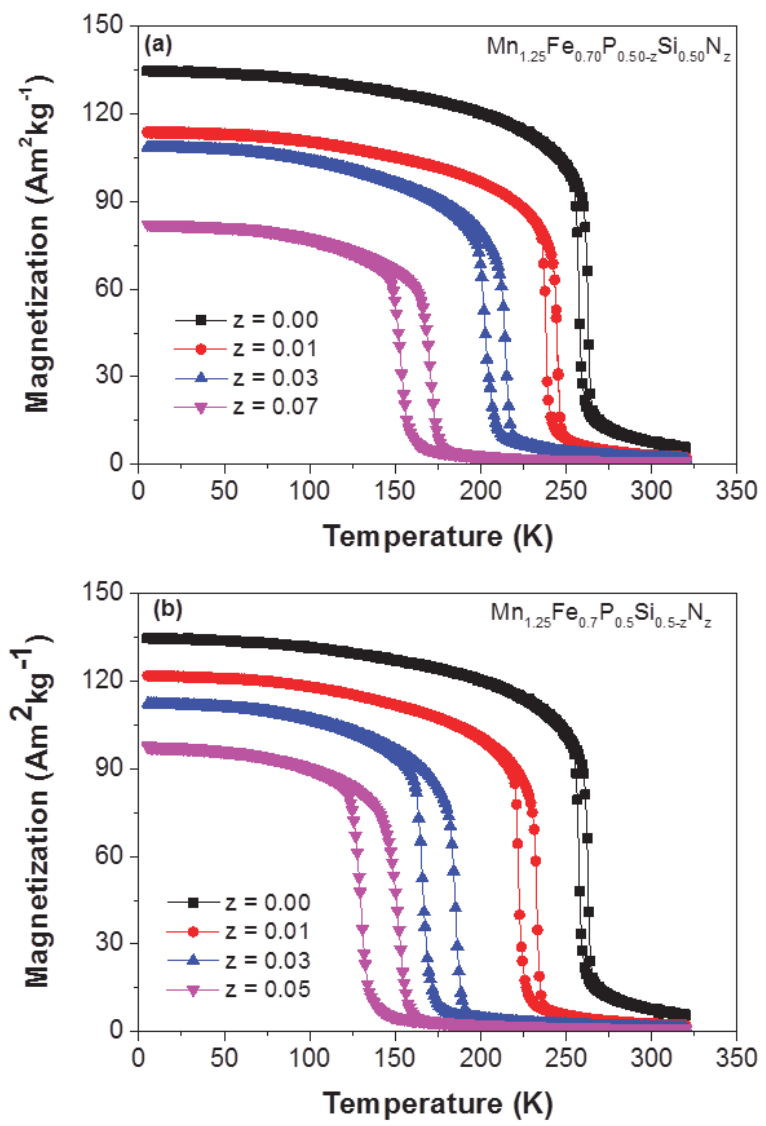 (a)
Mn₁.₂₅Fe₀.₇₀P₀.₅₀₋zSi₀.₅₀Nz
Magnetization (Am²kg⁻¹)
150
120
90
60
30
0
z = 0.00
z = 0.01
z = 0.03
z = 0.07
0 50 100 150 200 250 300 350
Temperature (K)
(b)
Mn₁.₂₅Fe₀.₇P₀.₅Si₀.₅₋zNz
Magnetization (Am²kg⁻¹)
150
120
90
60
30
0
z = 0.00
z = 0.01
z = 0.03
z = 0.05
0 50 100 150 200 250 300 350
Temperature (K)